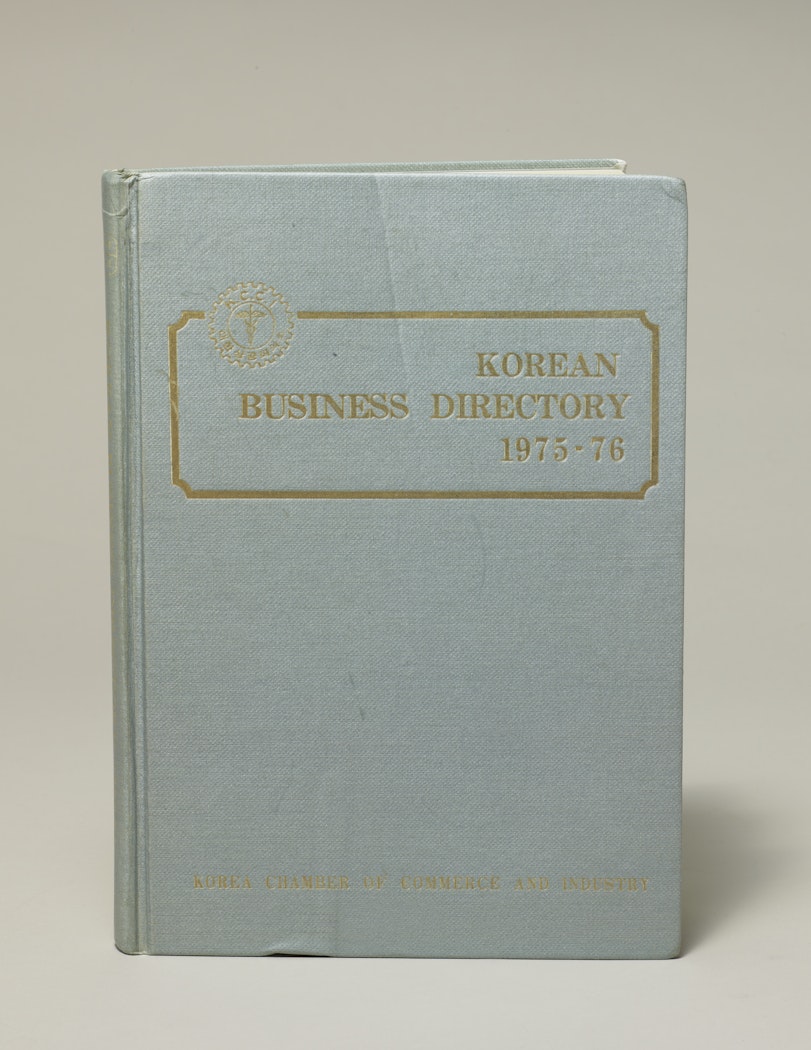 K.C.C.I
KOREAN
BUSINESS DIRECTORY
1975-76
KOREA CHAMBER OF COMMERCE AND INDUSTRY